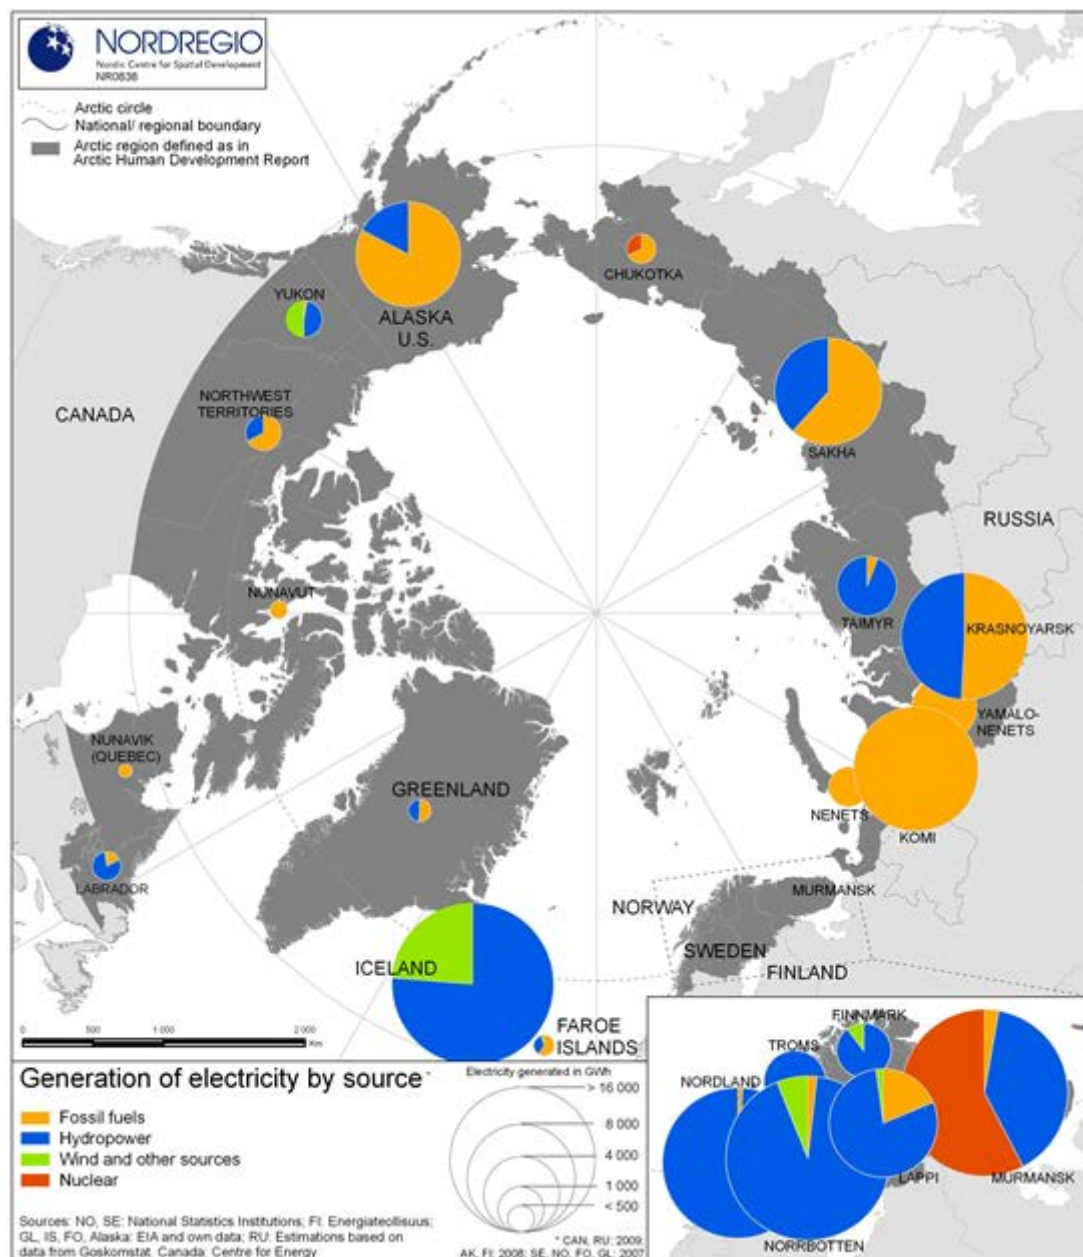 NORDREGIO
Nordic Centre for Spatial Development
NR0838
Arctic circle
National/ regional boundary
Arctic region defined as in
Arctic Human Development Report
CHUKOTKA
YUKON
ALASKA
U.S.
NORTHWEST
TERRITORIES
CANADA
SAKHA
RUSSIA
NUNAVUT
TAIMYR
KRASNOYARSK
YAMALO-
NENETS
NUNAVIK
(QUEBEC)
GREENLAND
NENETS
KOMI
LABRADOR
MURMANSK
NORWAY
SWEDEN
FINLAND
ICELAND
FAROE
ISLANDS
0 500 1 000 2 000
Km
Generation of electricity by source *
Fossil fuels
Hydropower
Wind and other sources
Nuclear
Sources: NO, SE: National Statistics Institutions; FI: Energiateollisuus;
GL, IS, FO, Alaska: EIA and own data; RU: Estimations based on
data from Goskomstat. Canada: Centre for Energy
Electricity generated in GWh
> 16 000
8 000
4 000
1 000
< 500
* CAN; RU: 2009;
AK, FI: 2008; SE, NO, FO, GL: 2007
FINNMARK
TROMS
NORDLAND
LAPPI
MURMANSK
NORRBOTTEN